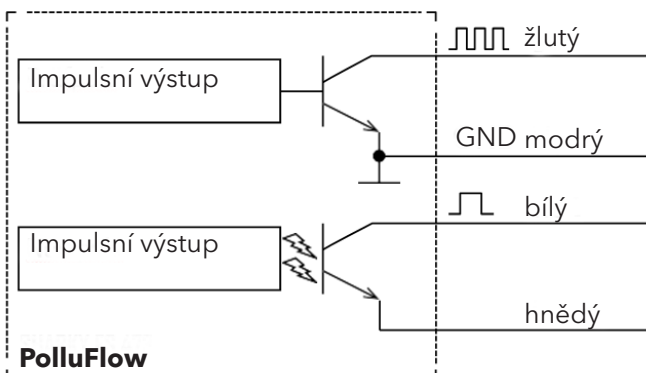 žlutý
Impulsní výstup
GND modrý
bílý
Impulsní výstup
hnědý
PolluFlow